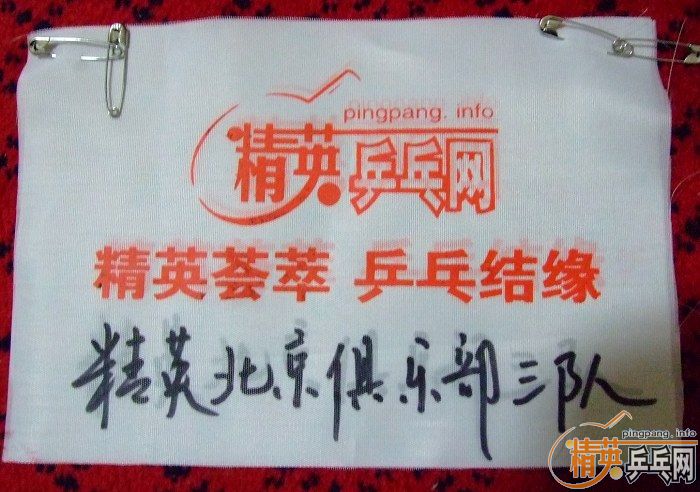 pingpang. info
精英乒乓网
精英荟萃 乒乓结缘
精英北京俱乐部三队
pingpang.info
精英乒乓网